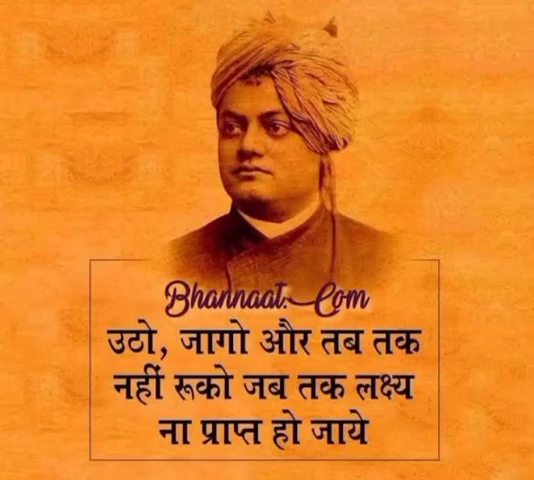 Bhannaat.Com
उठो, जागो और तब तक
नहीं रूको जब तक लक्ष्य
ना प्राप्त हो जाये